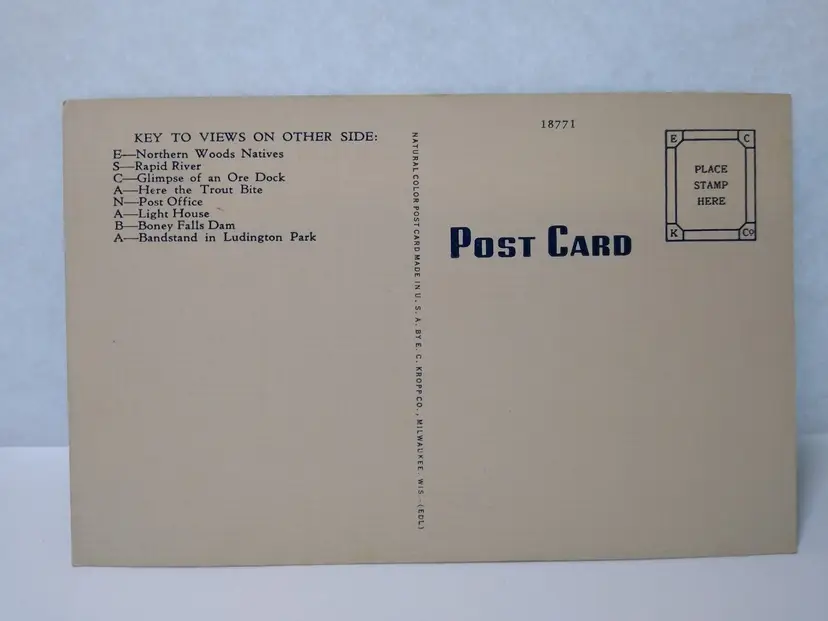 KEY TO VIEWS ON OTHER SIDE:
E—Northern Woods Natives
S—Rapid River
C—Glimpse of an Ore Dock
A—Here the Trout Bite
N—Post Office
A—Light House
B—Boney Falls Dam
A—Bandstand in Ludington Park
NATURAL COLOR POST CARD MADE IN U. S. A. BY E. C. KROPP CO., MILWAUKEE, WIS. (EDL)
18771
POST CARD
E C
PLACE
STAMP
HERE
K Co